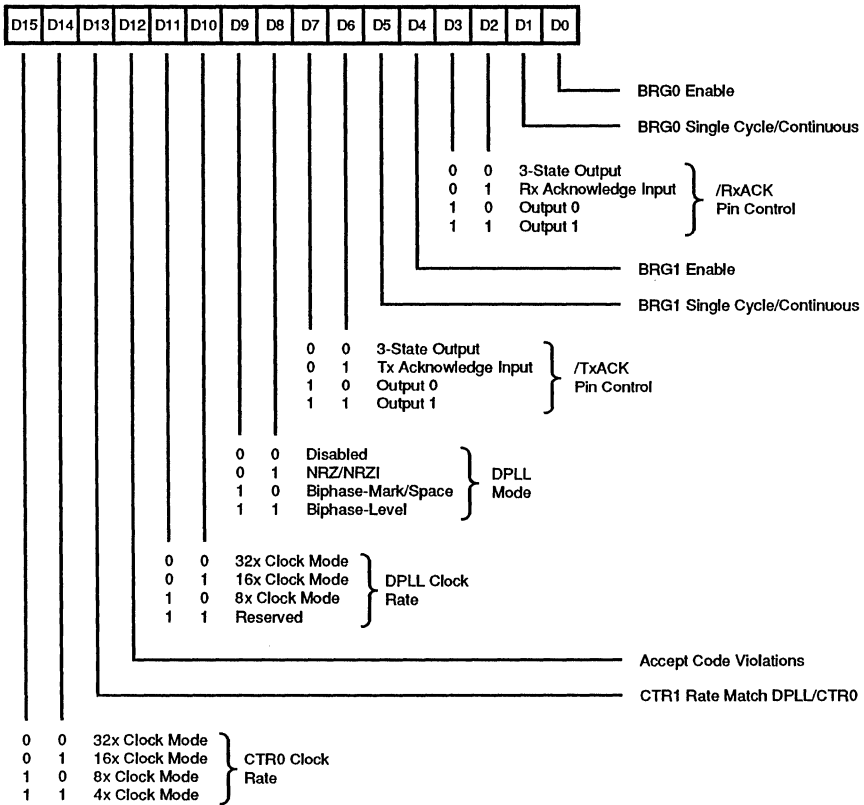 D15 D14 D13 D12 D11 D10 D9 D8 D7 D6 D5 D4 D3 D2 D1 D0
BRG0 Enable
BRG0 Single Cycle/Continuous
0 0 3-State Output
0 1 Rx Acknowledge Input
1 0 Output 0
1 1 Output 1
/RxACK
Pin Control
BRG1 Enable
BRG1 Single Cycle/Continuous
0 0 3-State Output
0 1 Tx Acknowledge Input
1 0 Output 0
1 1 Output 1
/TxACK
Pin Control
0 0 Disabled
0 1 NRZ/NRZI
1 0 Biphase-Mark/Space
1 1 Biphase-Level
DPLL
Mode
0 0 32x Clock Mode
0 1 16x Clock Mode
1 0 8x Clock Mode
1 1 Reserved
DPLL Clock
Rate
Accept Code Violations
CTR1 Rate Match DPLL/CTR0
0 0 32x Clock Mode
0 1 16x Clock Mode
1 0 8x Clock Mode
1 1 4x Clock Mode
CTR0 Clock
Rate